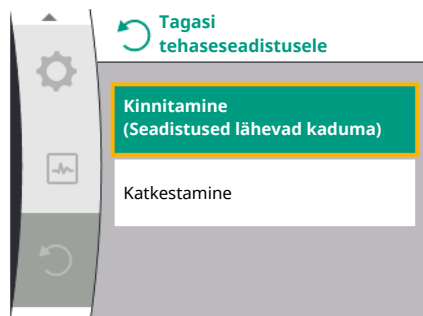 Tagasi
tehaseseadistusele
Kinnitamine
(Seadistused lähevad kaduma)
Katkestamine